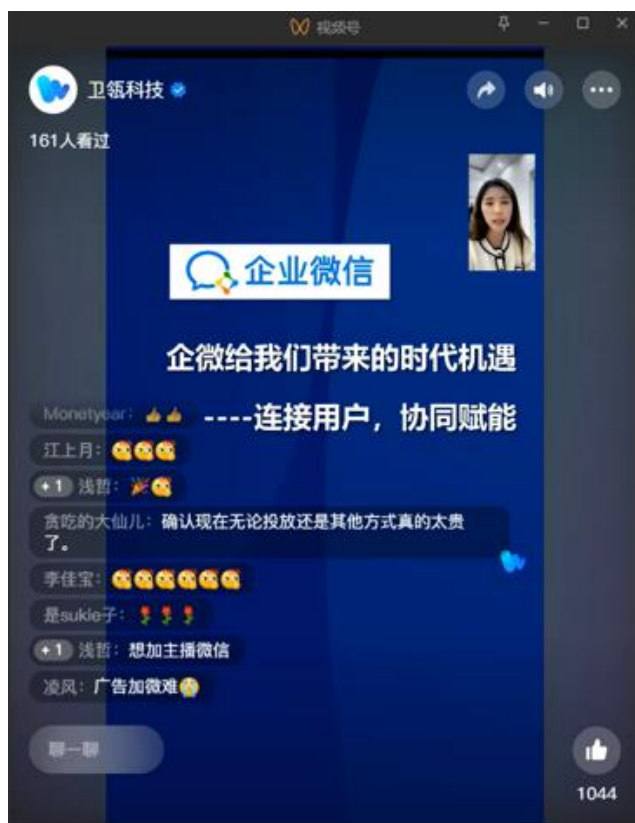 视频号
卫瓴科技
161人看过
企业微信
企微给我们带来的时代机遇
----连接用户，协同赋能
Monetyear：👍👍
江上月：🥰🥰🥰
+1 浅哲：🎉🥰
贪吃的大仙儿：确认现在无论投放还是其他方式真的太贵
了。
李佳宝：🥰🥰🥰🥰🥰🥰
是sukie子：🌹🌹🌹
+1 浅哲：想加主播微信
凌风：广告加微难😭
聊一聊
1044